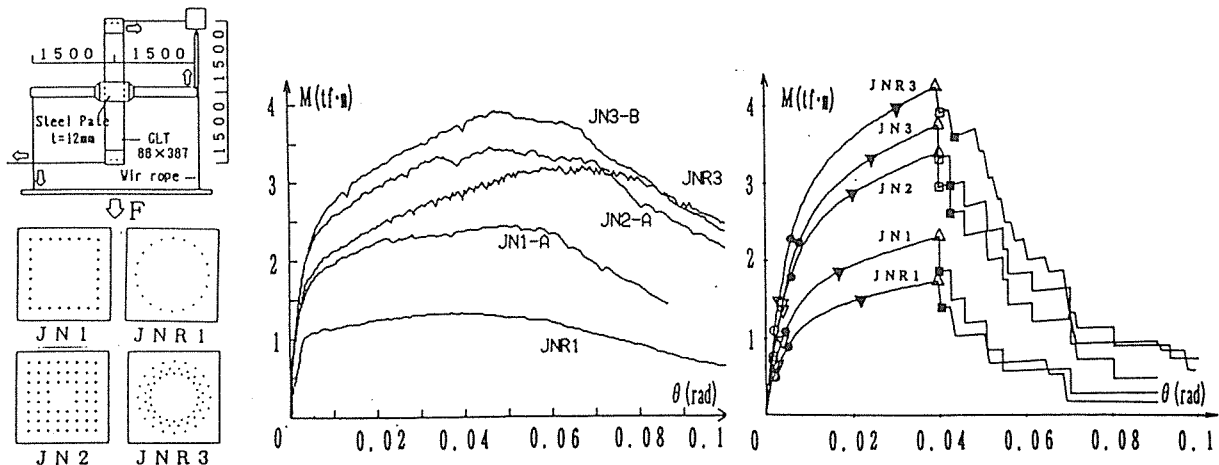 1500 1500
1500 1500
Steel Pate
t=12mm
GLT
88×387
Wir rope
F
JN1
JNR1
JN2
JNR3
M(tf·m)
4
3
2
1
JN3-B
JNR3
JN2-A
JN1-A
JNR1
θ(rad)
0 0.02 0.04 0.06 0.08 0.1
M(tf·m)
4
3
2
1
JNR3
JN3
JN2
JN1
JNR1
θ(rad)
0 0.02 0.04 0.06 0.08 0.1